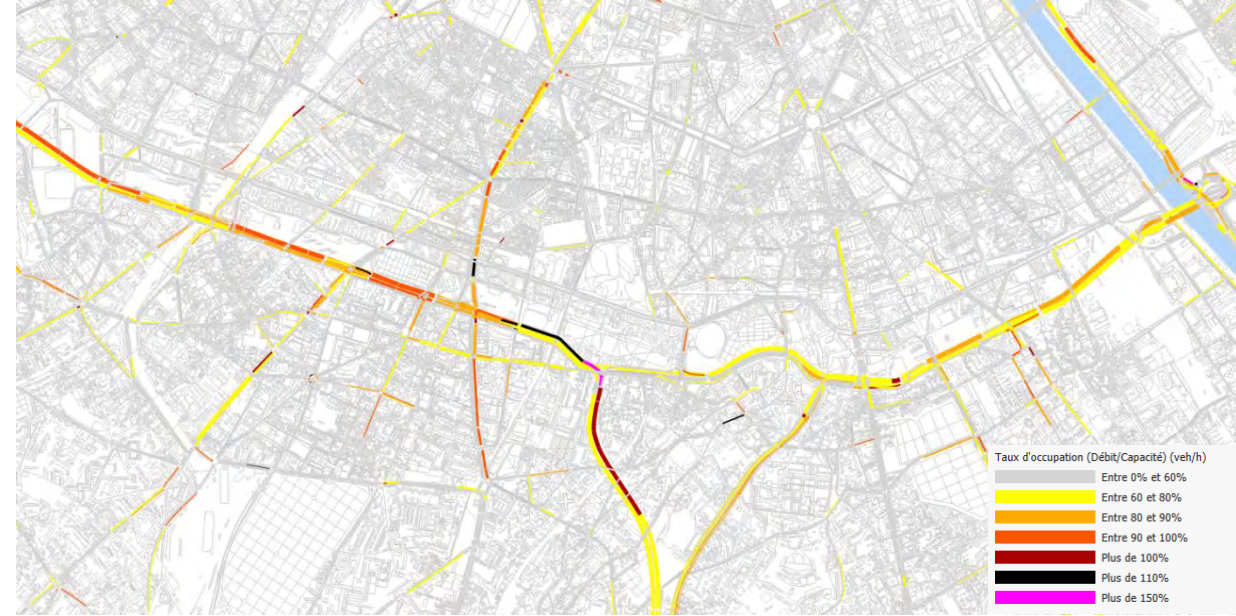 Taux d'occupation (Débit/Capacité) (veh/h)
Entre 0% et 60%
Entre 60 et 80%
Entre 80 et 90%
Entre 90 et 100%
Plus de 100%
Plus de 110%
Plus de 150%